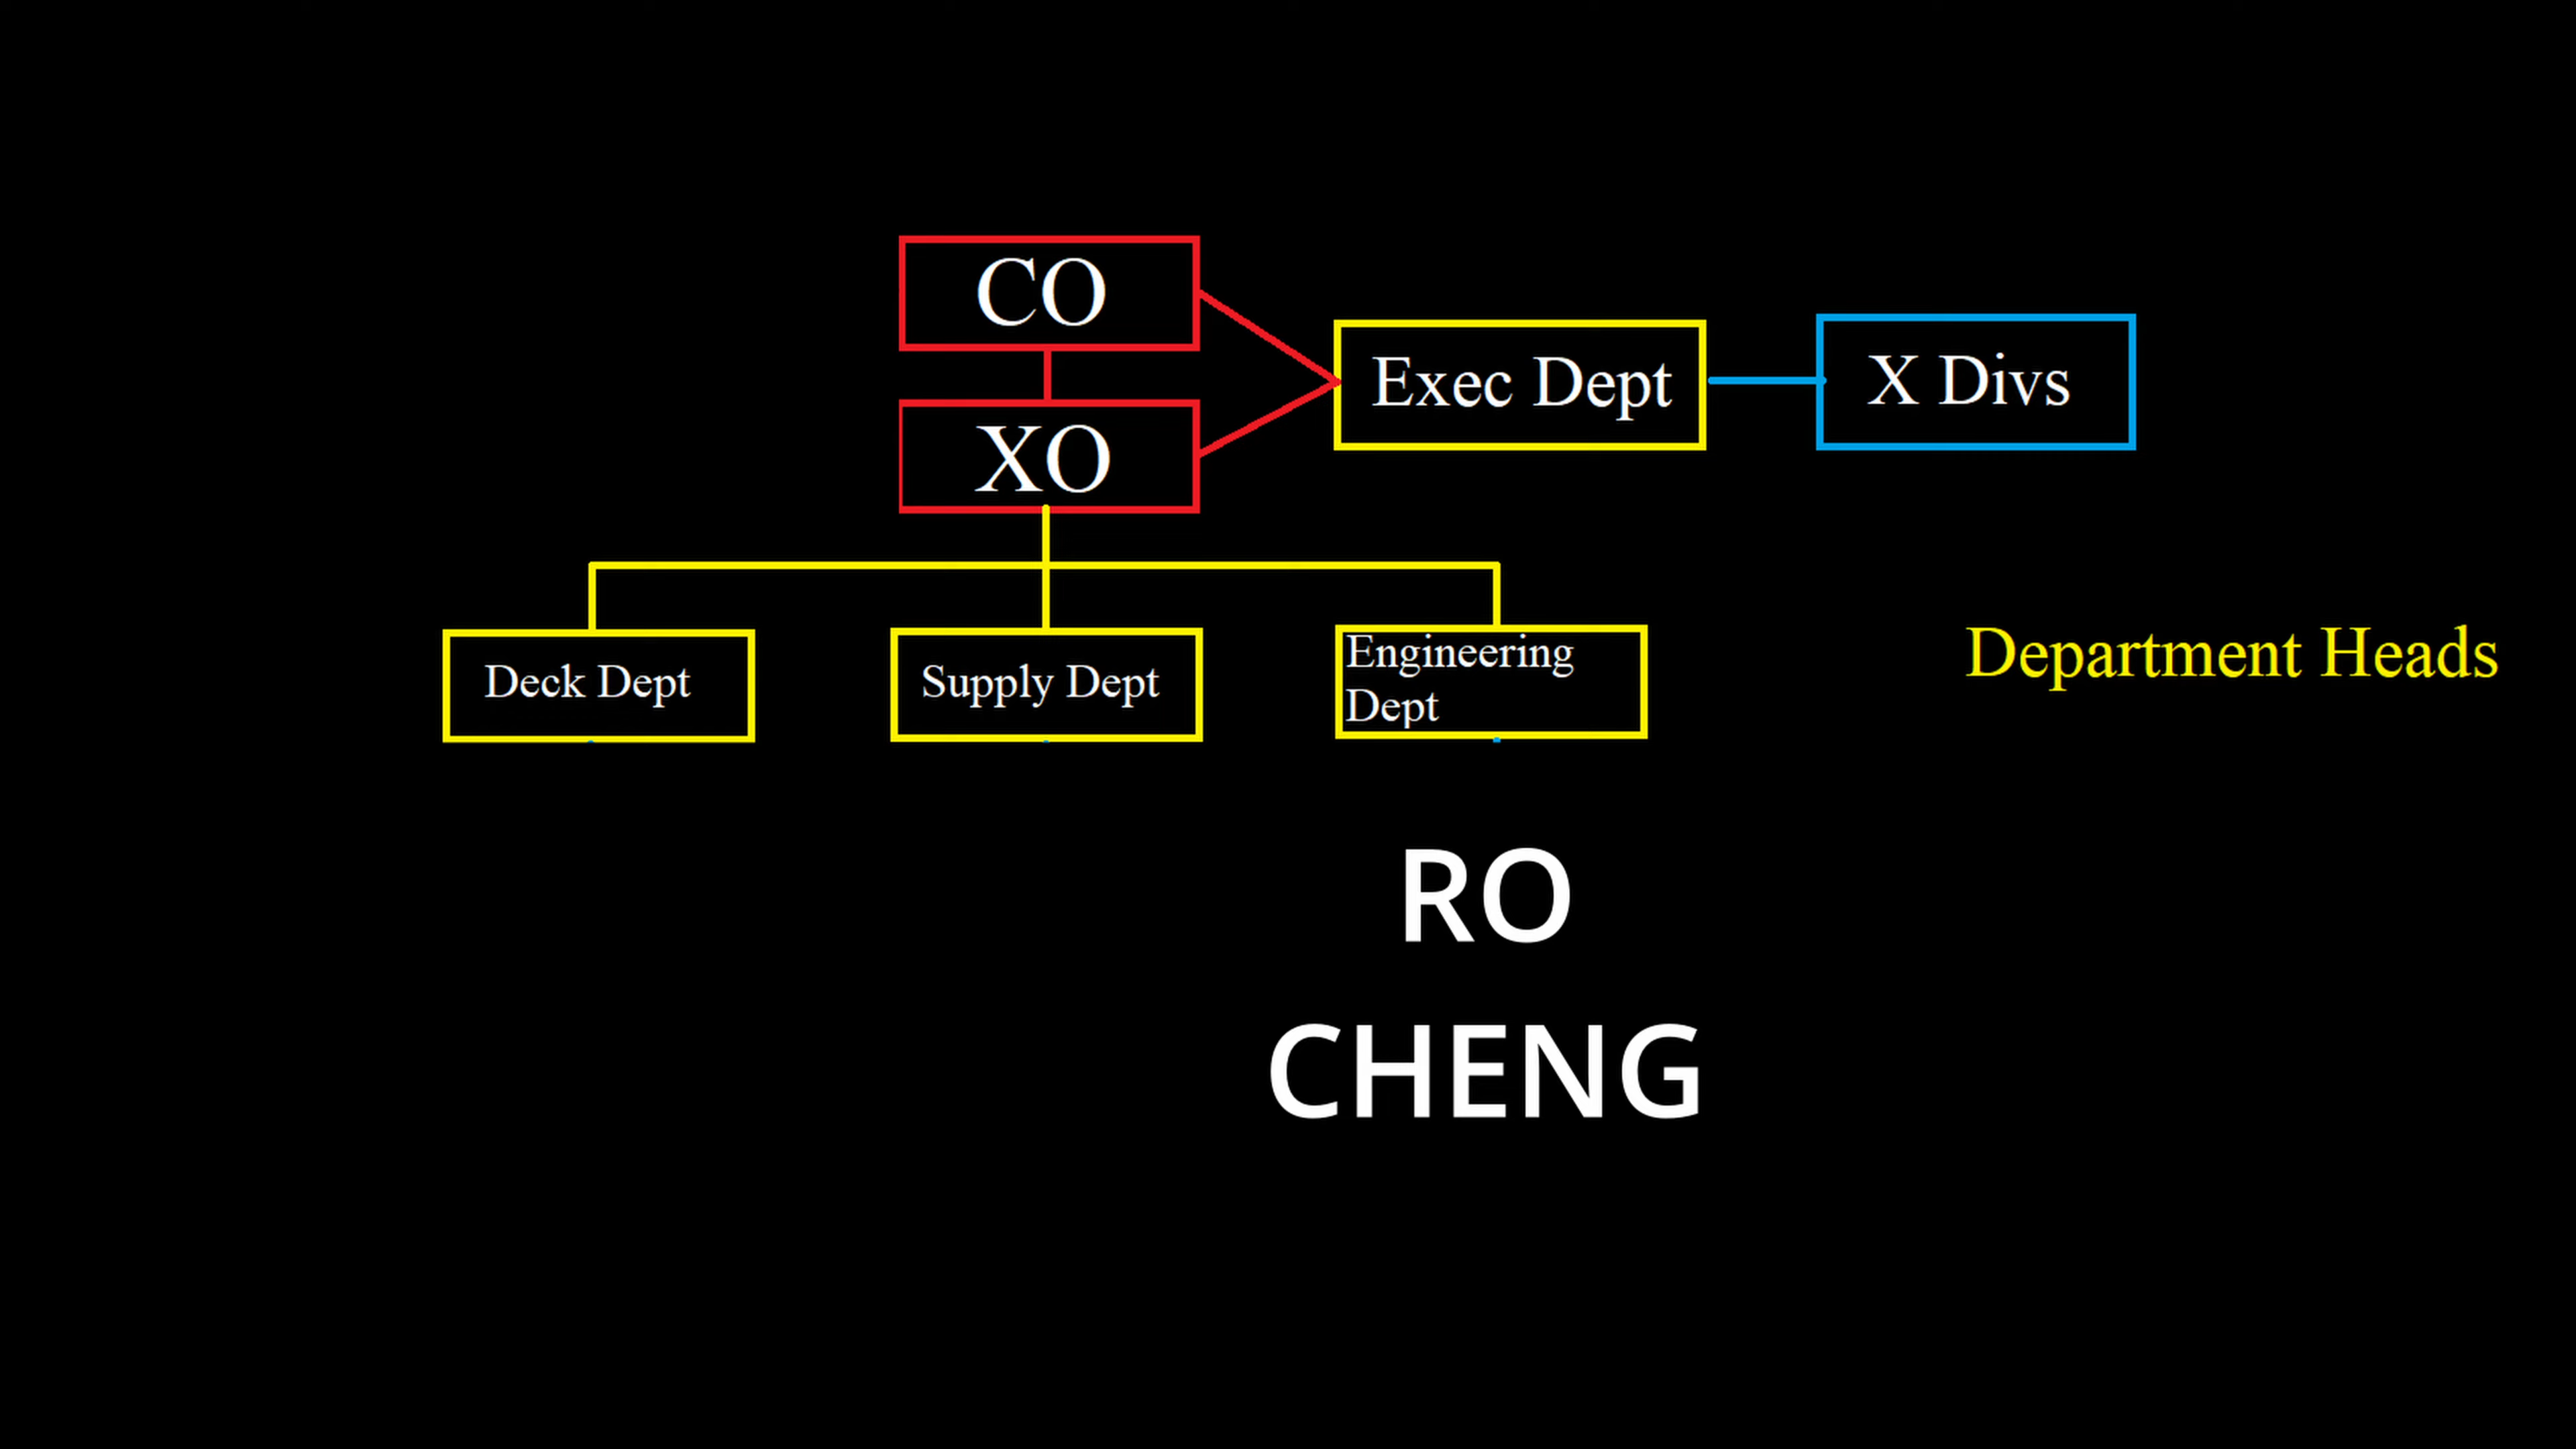 CO
XO
Exec Dept
X Divs
Deck Dept
Supply Dept
Engineering
Dept
Department Heads
RO
CHENG